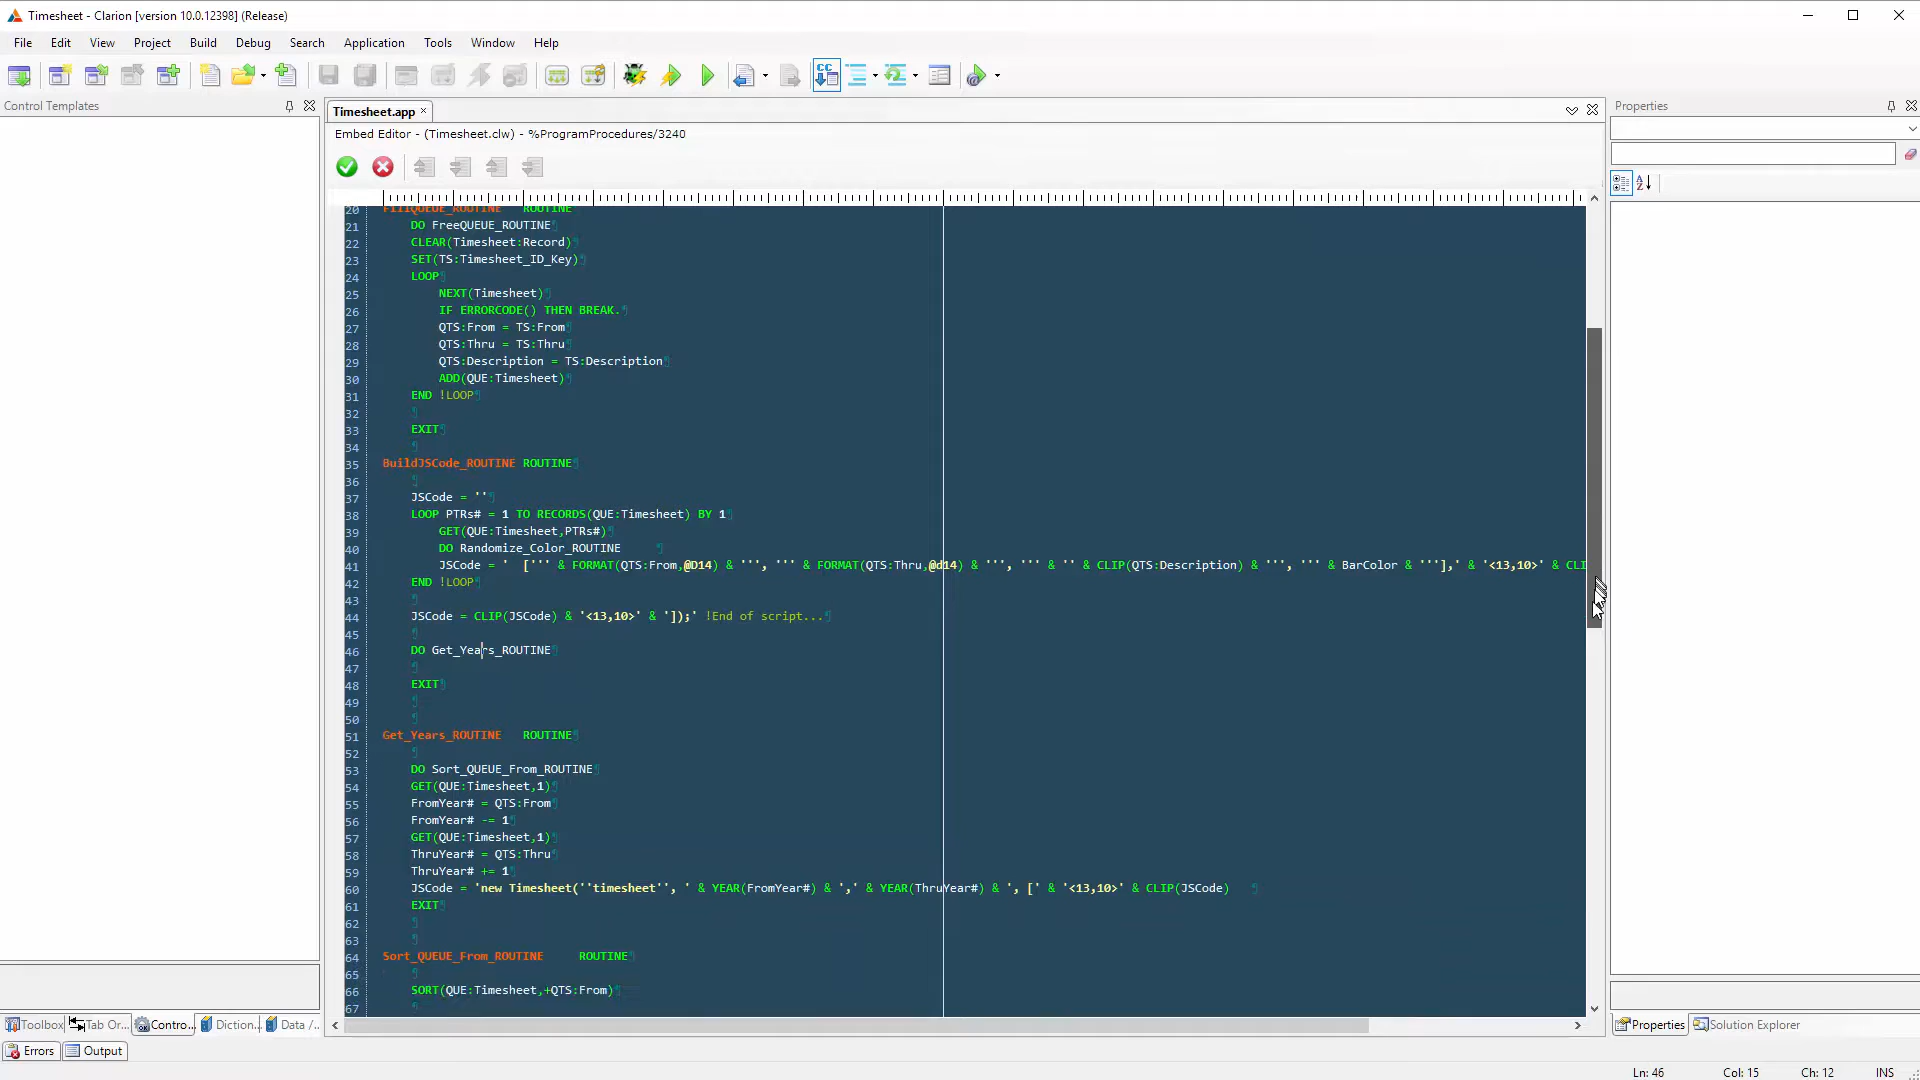 Timesheet - Clarion [version 10.0.12398] (Release)
File Edit View Project Build Debug Search Application Tools Window Help
Control Templates
Timesheet.app
Properties
Embed Editor - (Timesheet.clw) - %ProgramProcedures/3240
20 FillQUEUE_ROUTINE ROUTINE
21 DO FreeQUEUE_ROUTINE
22 CLEAR(Timesheet:Record)
23 SET(TS:Timesheet_ID_Key)
24 LOOP
25 NEXT(Timesheet)
26 IF ERRORCODE() THEN BREAK.
27 QTS:From = TS:From
28 QTS:Thru = TS:Thru
29 QTS:Description = TS:Description
30 ADD(QUE:Timesheet)
31 END !LOOP
32
33 EXIT
34
35 BuildJSCode_ROUTINE ROUTINE
36
37 JSCode = ''
38 LOOP PTRs# = 1 TO RECORDS(QUE:Timesheet) BY 1
39 GET(QUE:Timesheet,PTRs#)
40 DO Randomize_Color_ROUTINE
41 JSCode = '  [''' & FORMAT(QTS:From,@D14) & ''', ''' & FORMAT(QTS:Thru,@d14) & ''', ''' & '' & CLIP(QTS:Description) & ''', ''' & BarColor & '''],' & '<13,10>' & CLI
42 END !LOOP
43
44 JSCode = CLIP(JSCode) & '<13,10>' & ']);' !End of script...
45
46 DO Get_Years_ROUTINE
47
48 EXIT
49
50
51 Get_Years_ROUTINE ROUTINE
52
53 DO Sort_QUEUE_From_ROUTINE
54 GET(QUE:Timesheet,1)
55 FromYear# = QTS:From
56 FromYear# -= 1
57 GET(QUE:Timesheet,1)
58 ThruYear# = QTS:Thru
59 ThruYear# += 1
60 JSCode = 'new Timesheet(''timesheet'', ' & YEAR(FromYear#) & ',' & YEAR(ThruYear#) & ', [' & '<13,10>' & CLIP(JSCode)
61 EXIT
62
63
64 Sort_QUEUE_From_ROUTINE ROUTINE
65
66 SORT(QUE:Timesheet,+QTS:From)
67
Toolbox Tab Or... Contro... Diction... Data /...
Properties Solution Explorer
Errors Output
Ln: 46 Col: 15 Ch: 12 INS